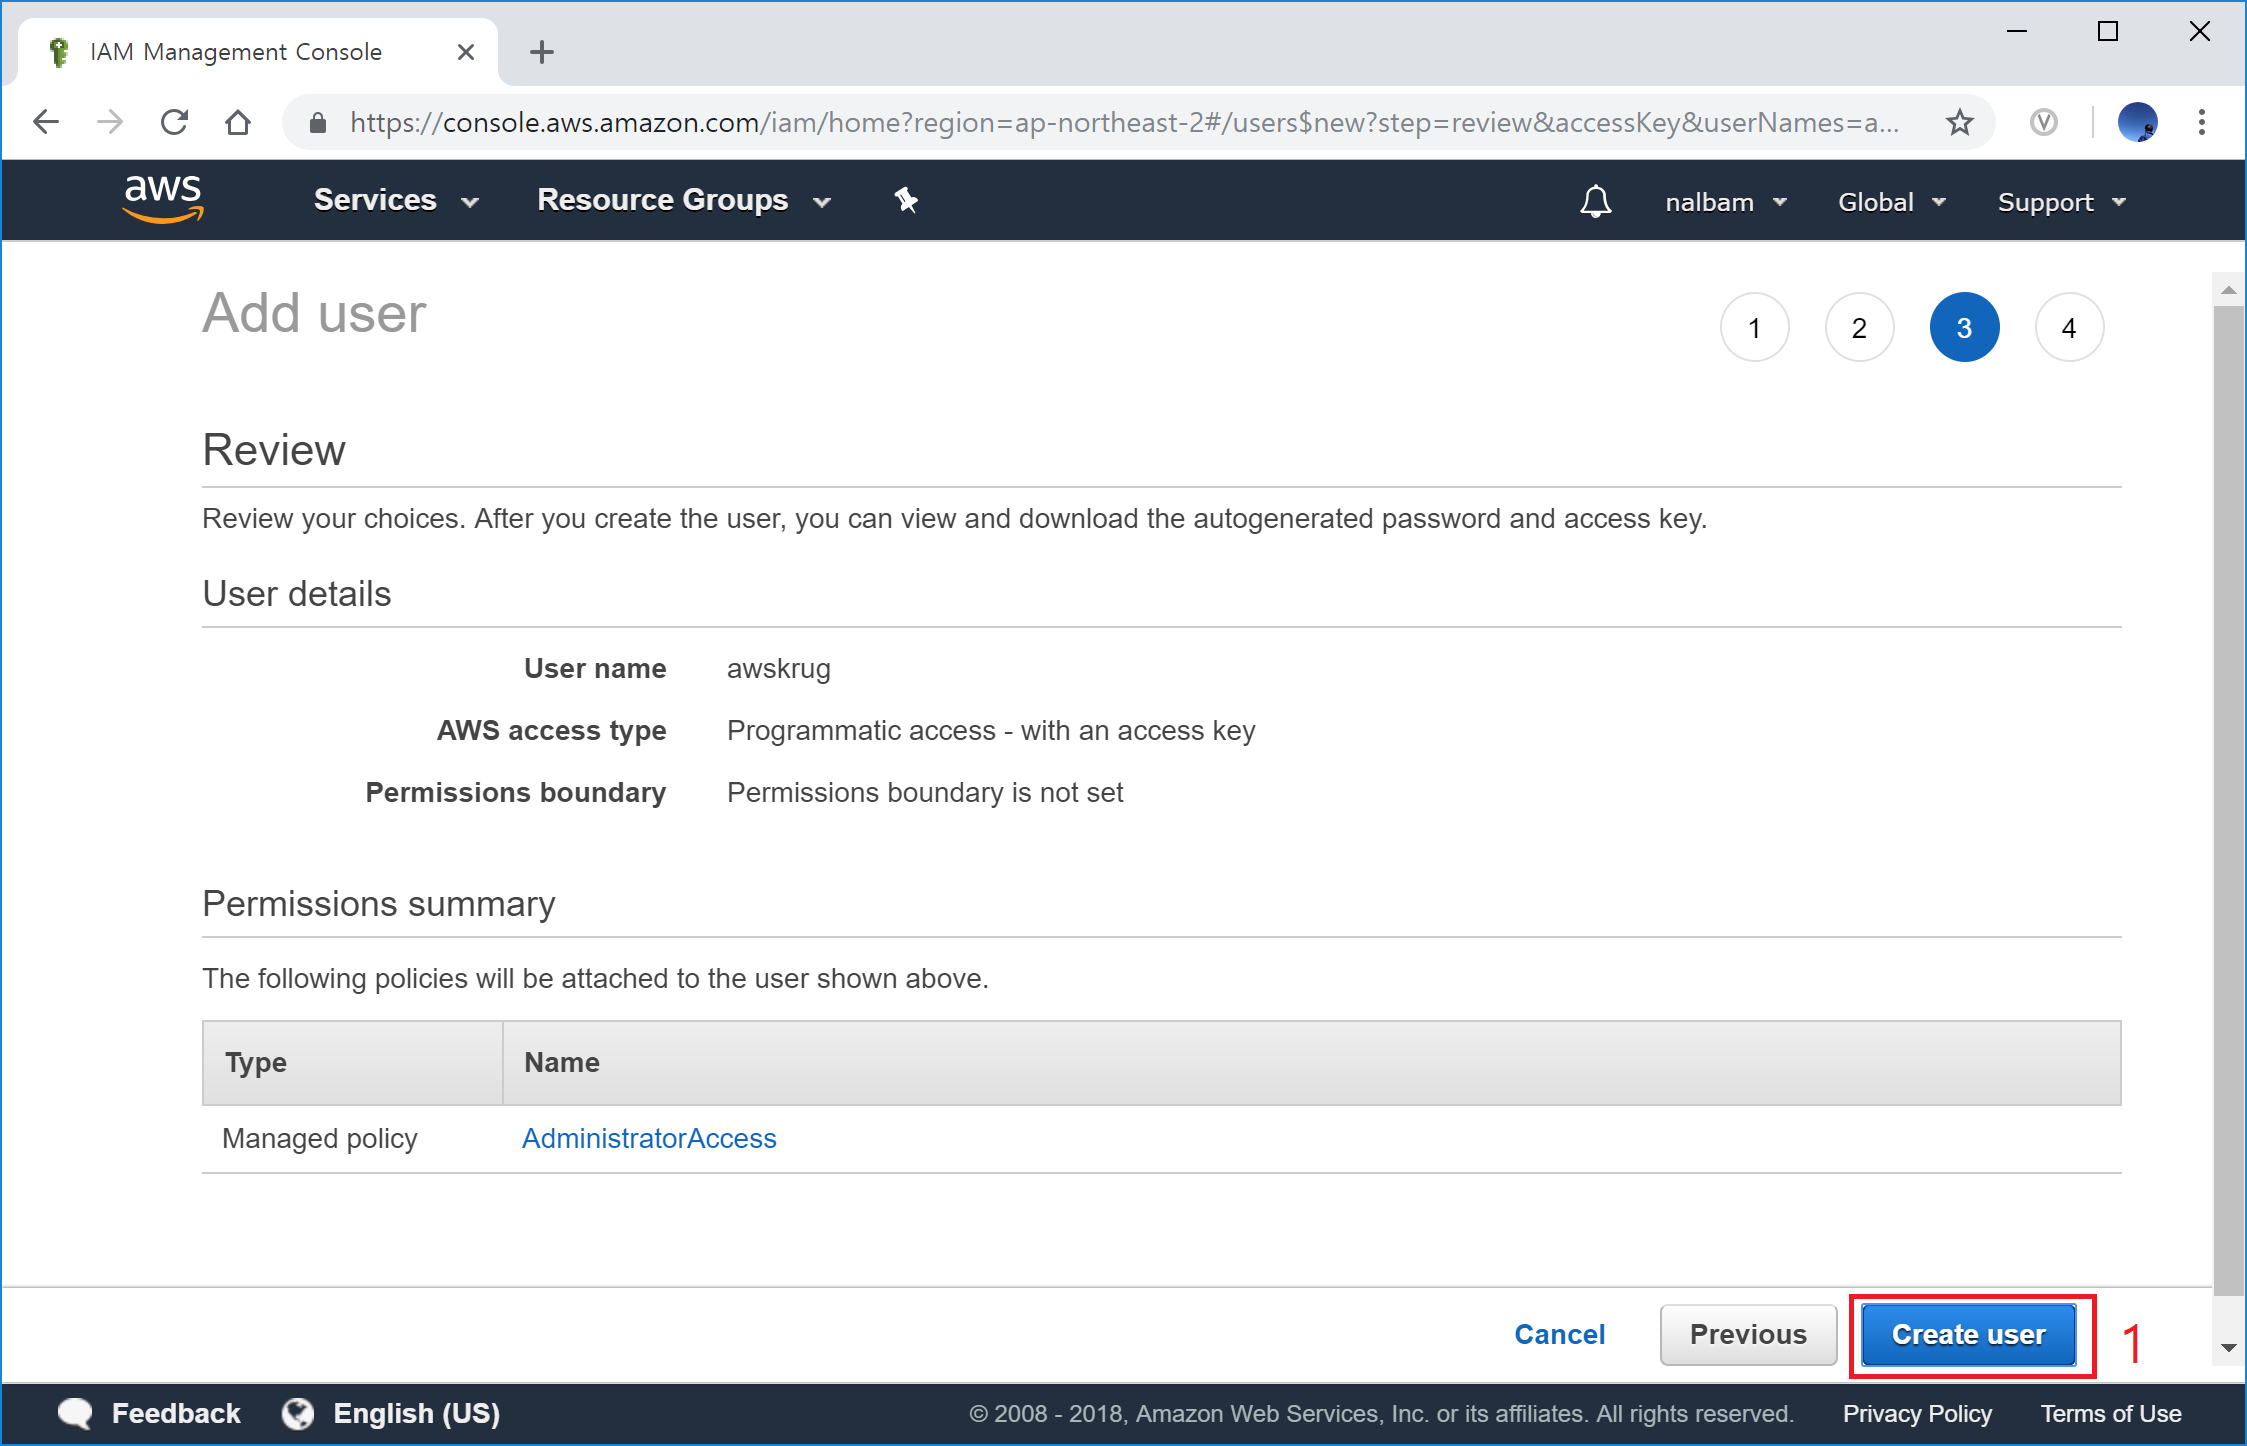 IAM Management Console
https://console.aws.amazon.com/iam/home?region=ap-northeast-2#/users$new?step=review&accessKey&userNames=a...
aws Services Resource Groups nalbam Global Support
Add user
1 2 3 4
Review
Review your choices. After you create the user, you can view and download the autogenerated password and access key.
User details
User name awskrug
AWS access type Programmatic access - with an access key
Permissions boundary Permissions boundary is not set
Permissions summary
The following policies will be attached to the user shown above.
Type Name
Managed policy AdministratorAccess
Cancel Previous Create user 1
Feedback English (US) © 2008 - 2018, Amazon Web Services, Inc. or its affiliates. All rights reserved. Privacy Policy Terms of Use